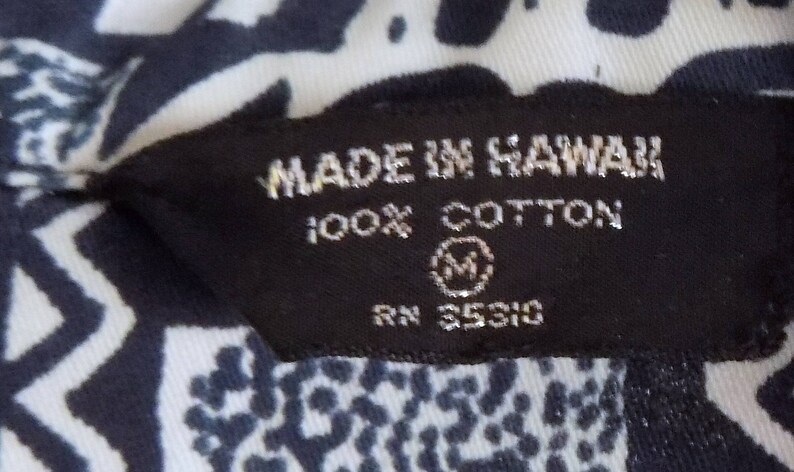 MADE IN HAWAII
100% COTTON
M
RN 35310